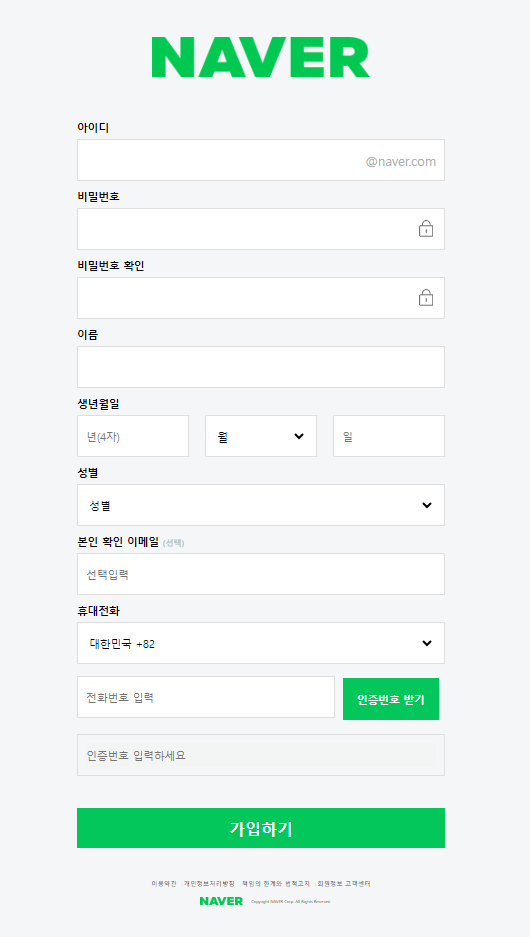 NAVER
아이디
@naver.com
비밀번호
비밀번호 확인
이름
생년월일
년(4자) 월 일
성별
성별
본인 확인 이메일 (선택)
선택입력
휴대전화
대한민국 +82
전화번호 입력 인증번호 받기
인증번호 입력하세요
가입하기
이용약관 개인정보처리방침 책임의 한계와 법적고지 회원정보 고객센터
NAVER Copyright NAVER Corp. All Rights Reserved.